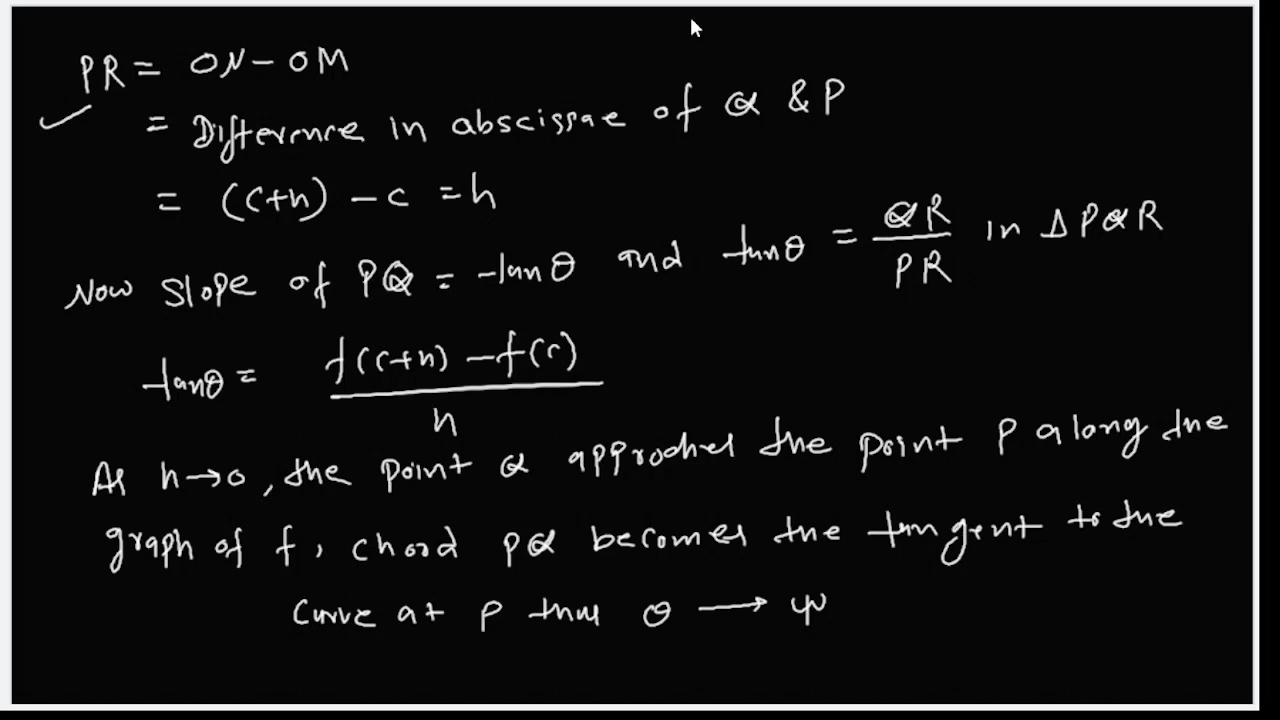 PR = ON - OM
= Difference in abscissae of Q & P
= (c+h) - c = h
Now slope of PQ = tanθ and tanθ = QR/PR in Δ PQR
tanθ = f(c+h) - f(c) / h
As h→0, the point Q approches the point P along the
graph of f, chord PQ becomes the tangent to the
curve at P thus θ → ψ